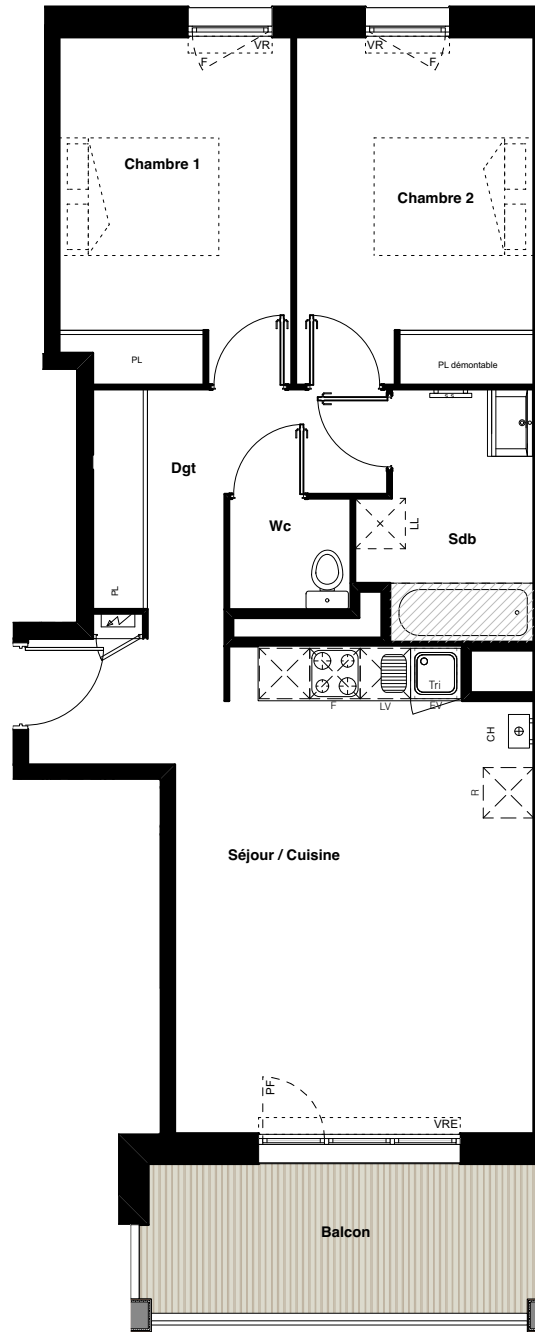 VR
F
VR
F
Chambre 1
Chambre 2
PL
PL démontable
s.s
Dgt
Wc
LL
Sdb
PL
F
LV
Tri
EV
CH
R
Séjour / Cuisine
PF
VRE
Balcon